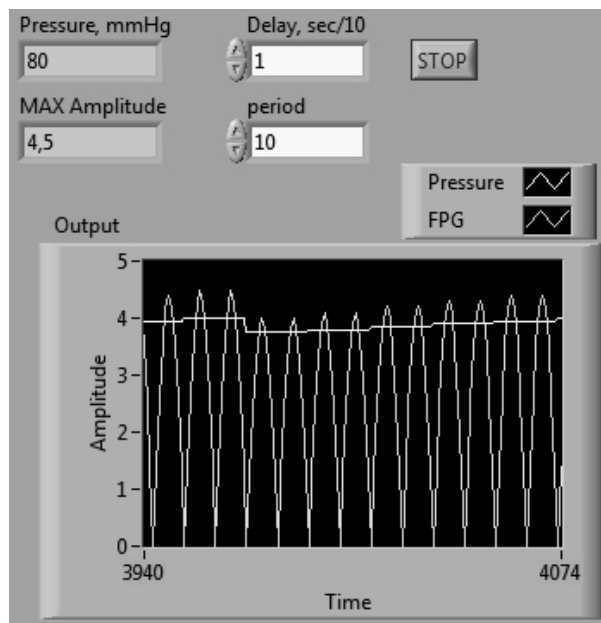 Pressure, mmHg
Delay, sec/10
80
1
STOP
MAX Amplitude
period
4,5
10
Pressure
FPG
Output
5
4
3
2
1
0
Amplitude
3940
4074
Time